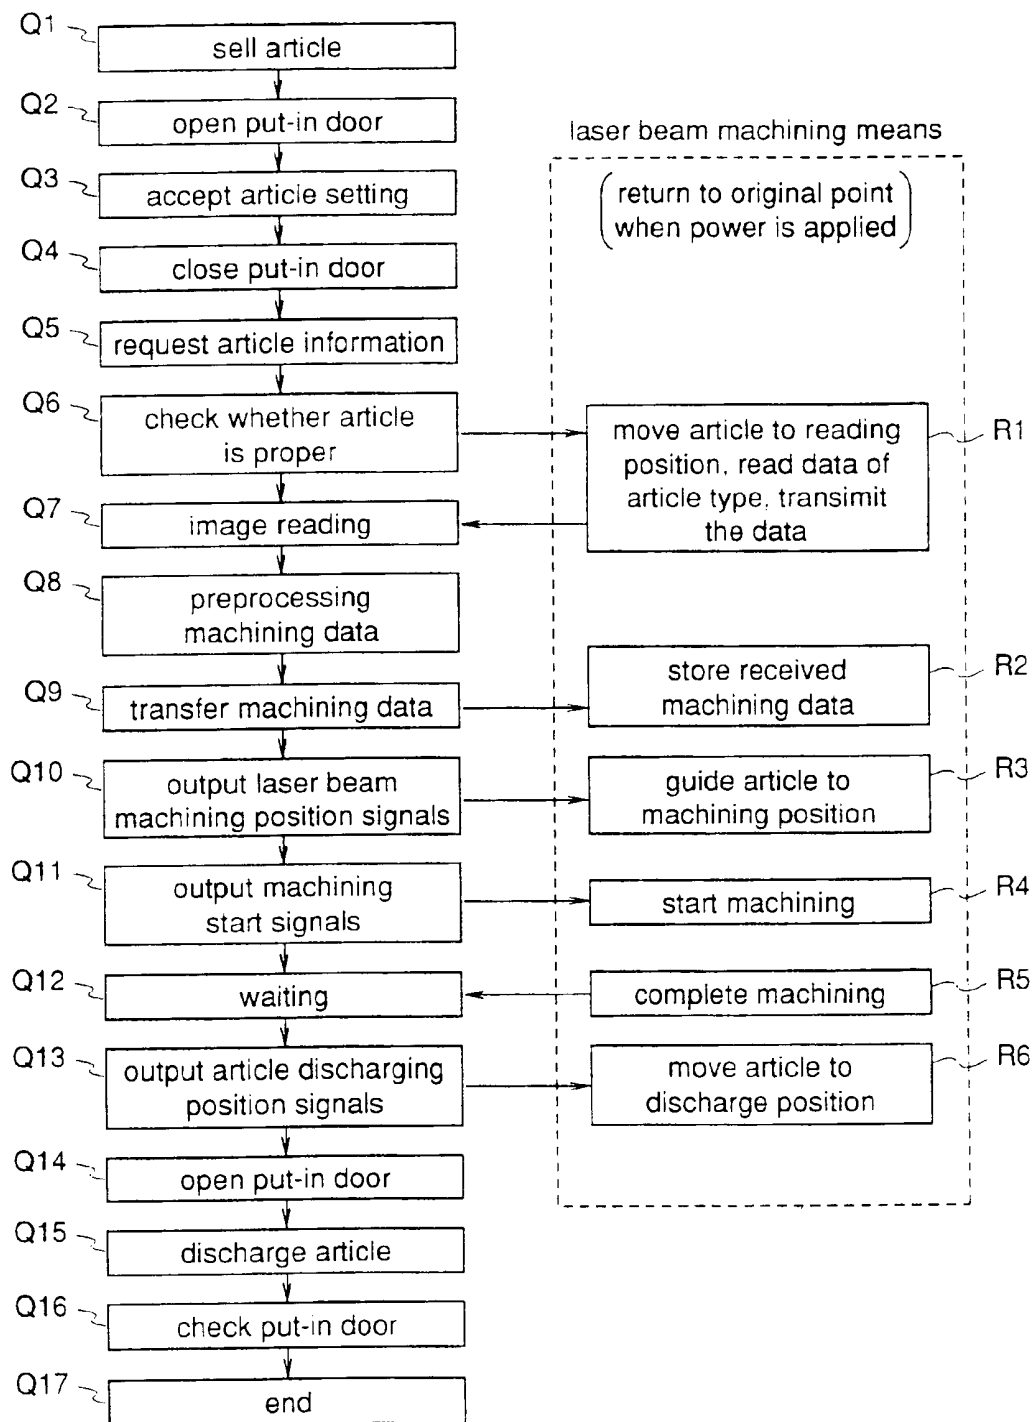 Q1
sell article
Q2
open put-in door
laser beam machining means
Q3
accept article setting
(return to original point
when power is applied)
Q4
close put-in door
Q5
request article information
Q6
check whether article
is proper
move article to reading
position, read data of
article type, transimit
the data
R1
Q7
image reading
Q8
preprocessing
machining data
Q9
transfer machining data
store received
machining data
R2
Q10
output laser beam
machining position signals
guide article to
machining position
R3
Q11
output machining
start signals
start machining
R4
Q12
waiting
complete machining
R5
Q13
output article discharging
position signals
move article to
discharge position
R6
Q14
open put-in door
Q15
discharge article
Q16
check put-in door
Q17
end